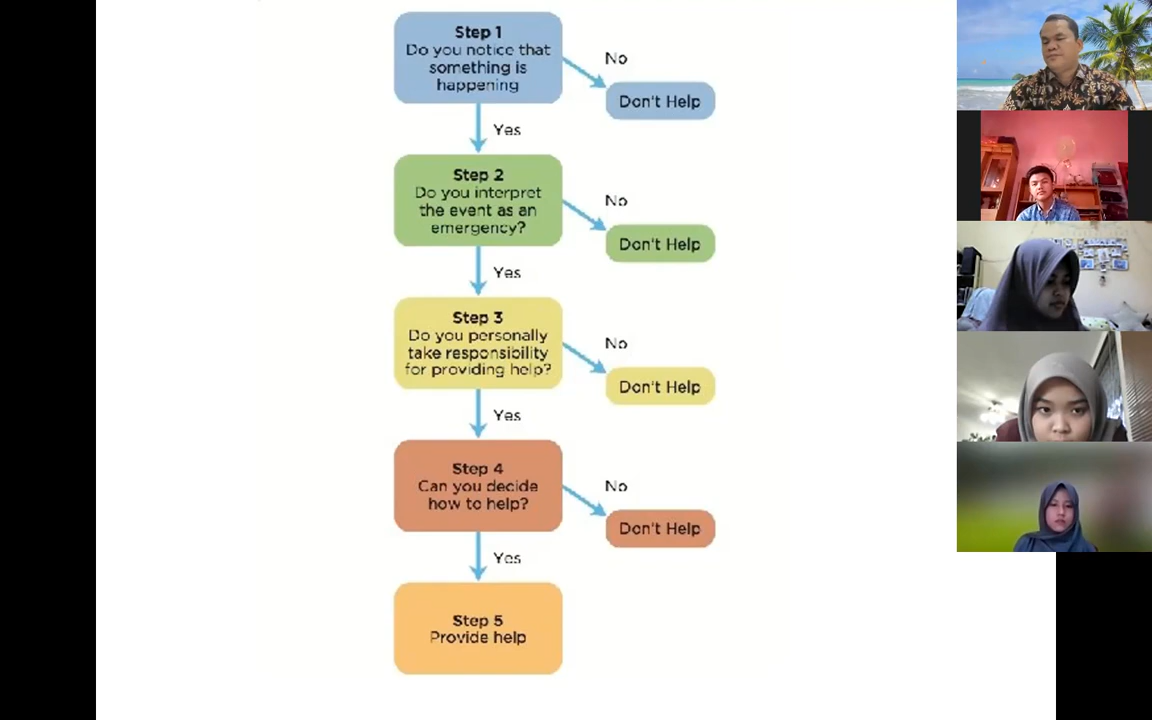 Step 1
Do you notice that
something is
happening
No
Don't Help
Yes
Step 2
Do you interpret
the event as an
emergency?
No
Don't Help
Yes
Step 3
Do you personally
take responsibility
for providing help?
No
Don't Help
Yes
Step 4
Can you decide
how to help?
No
Don't Help
Yes
Step 5
Provide help